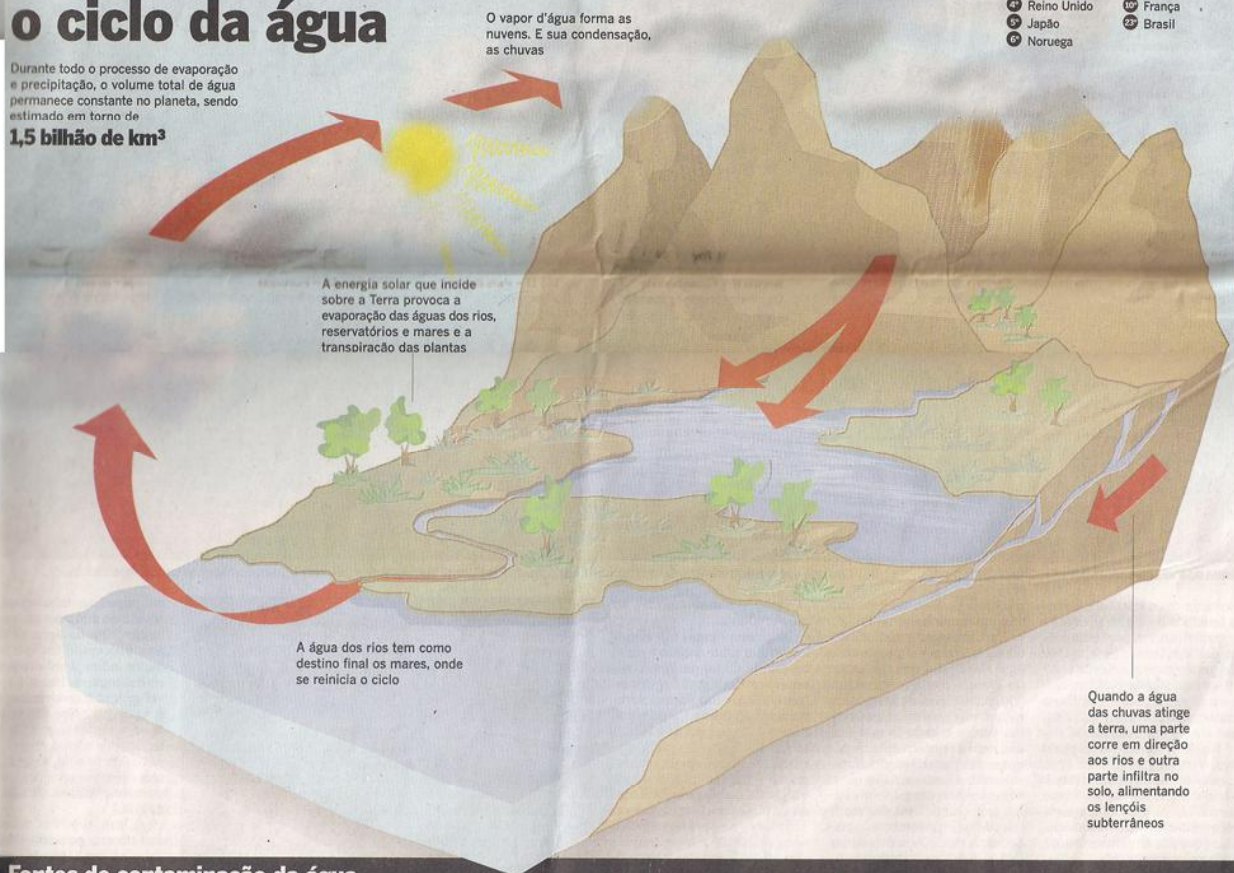 o ciclo da água
Durante todo o processo de evaporação
e precipitação, o volume total de água
permanece constante no planeta, sendo
estimado em torno de
1,5 bilhão de km³
O vapor d'água forma as
nuvens. E sua condensação,
as chuvas
4º Reino Unido
5º Japão
6º Noruega
10º França
23º Brasil
A energia solar que incide
sobre a Terra provoca a
evaporação das águas dos rios,
reservatórios e mares e a
transpiração das plantas
A água dos rios tem como
destino final os mares, onde
se reinicia o ciclo
Quando a água
das chuvas atinge
a terra, uma parte
corre em direção
aos rios e outra
parte infiltra no
solo, alimentando
os lençóis
subterrâneos
Fontes de contaminação da água